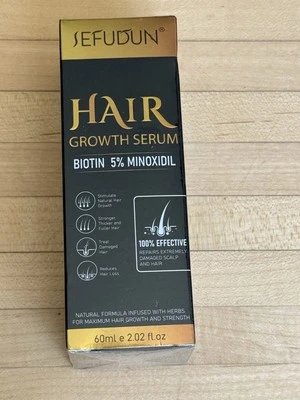 SEFUDUN®
HAIR
GROWTH SERUM
BIOTIN 5% MINOXIDIL
Stimulate
Natural Hair
Growth
Stronger
Thicker and
Fuller Hair
Treat
Damaged
Hair
Reduces
Hair Loss
100% EFFECTIVE
REPAIRS EXTREMELY
DAMAGED SCALP
AND HAIR
NATURAL FORMULA INFUSED WITH HERBS
FOR MAXIMUM HAIR GROWTH AND STRENGTH
60ml e 2.02 fl.oz